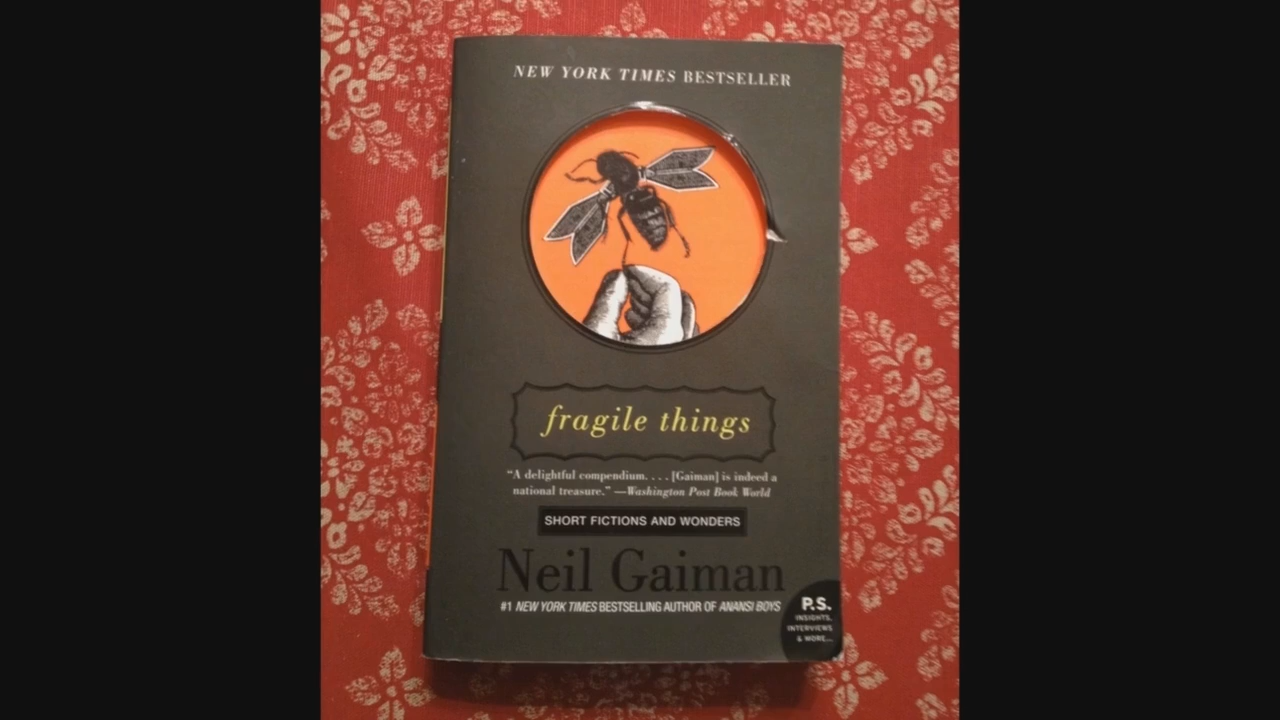 NEW YORK TIMES BESTSELLER
fragile things
“A delightful compendium. . . . [Gaiman] is indeed a
national treasure.” —Washington Post Book World
SHORT FICTIONS AND WONDERS
Neil Gaiman
#1 NEW YORK TIMES BESTSELLING AUTHOR OF ANANSI BOYS
P.S.
INSIGHTS,
INTERVIEWS
& MORE...